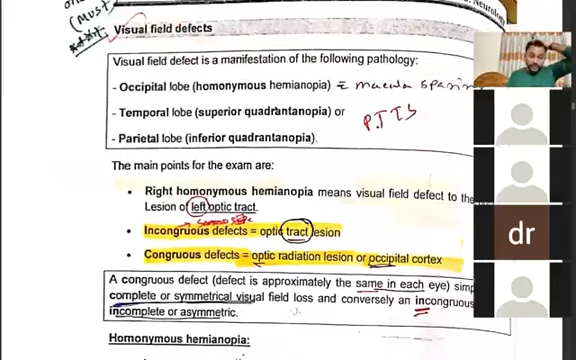 (Must
Neurology
Visual field defects
Visual field defect is a manifestation of the following pathology:
- Occipital lobe (homonymous hemianopia) = macular
- Temporal lobe (superior quadrantanopia) or
PITS
- Parietal lobe (inferior quadrantanopia).
The main points for the exam are:
• Right homonymous hemianopia means visual field defect to the
Lesion of left optic tract.
• Incongruous defects = optic tract lesion
• Congruous defects = optic radiation lesion or occipital cortex
dr
A congruous defect (defect is approximately the same in each eye)
complete or symmetrical visual field loss and conversely an incongruous
incomplete or asymmetric.
Homonymous hemianopia: